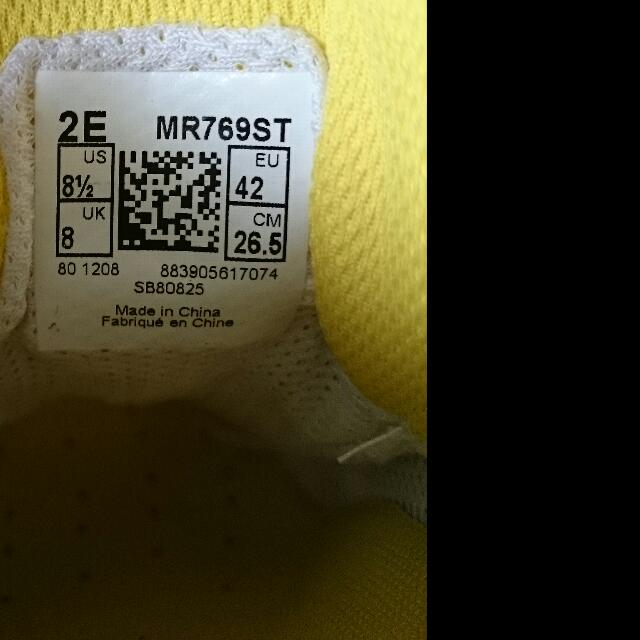 2E MR769ST
US 8½ EU 42
UK 8 CM 26.5
80 1208 883905617074
SB80825
Made in China
Fabriqué en Chine